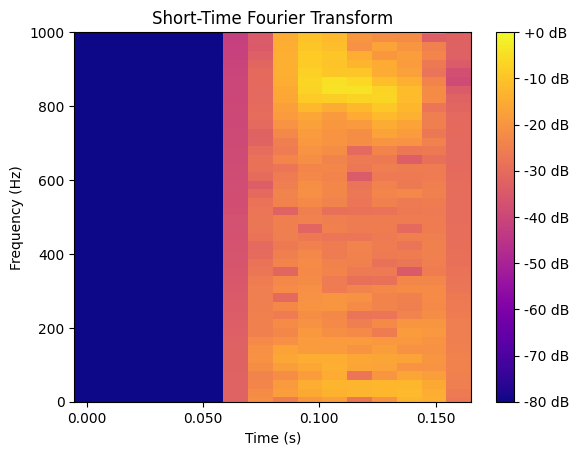 Short-Time Fourier Transform
Frequency (Hz)
1000
800
600
400
200
0
0.000
0.050
0.100
0.150
Time (s)
+0 dB
-10 dB
-20 dB
-30 dB
-40 dB
-50 dB
-60 dB
-70 dB
-80 dB